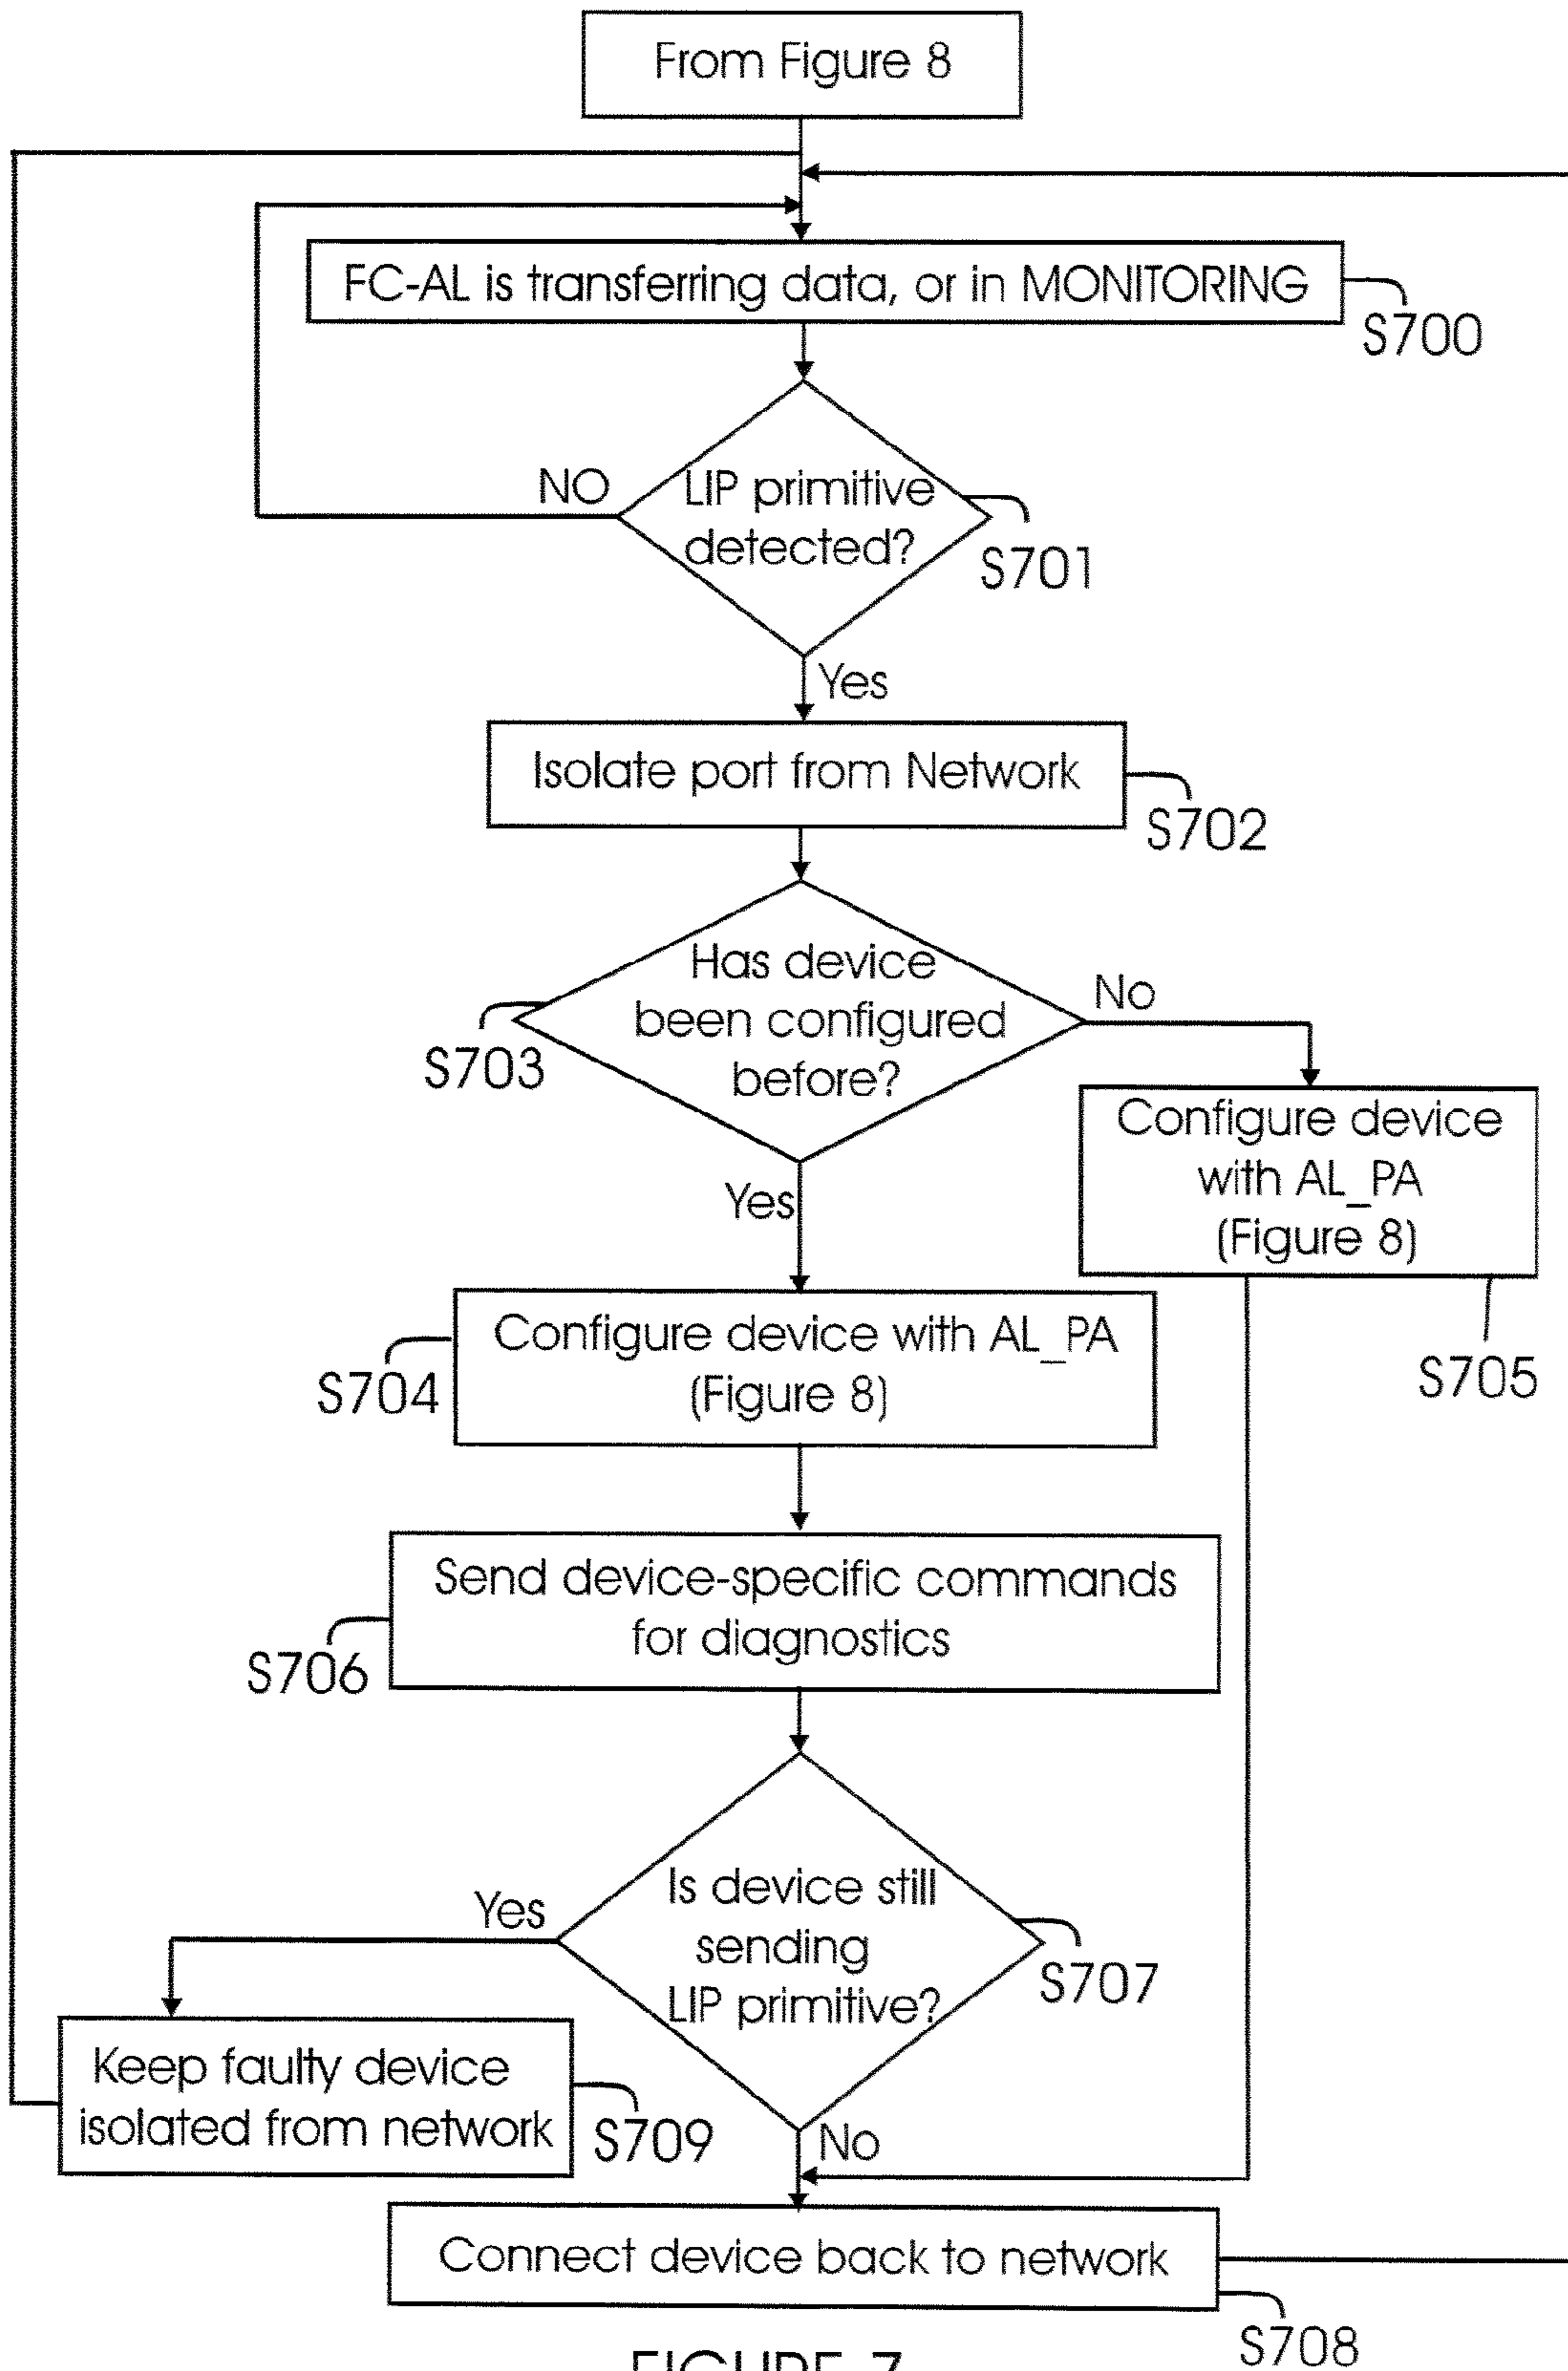 From Figure 8
FC-AL is transferring data, or in MONITORING
S700
NO
LIP primitive
detected?
S701
Yes
Isolate port from Network
S702
Has device
been configured
before?
No
S703
Yes
Configure device
with AL_PA
(Figure 8)
S705
Configure device with AL_PA
(Figure 8)
S704
Send device-specific commands
for diagnostics
S706
Is device still
sending
LIP primitive?
Yes
S707
Keep faulty device
isolated from network
S709
No
Connect device back to network
S708
FIGURE 7